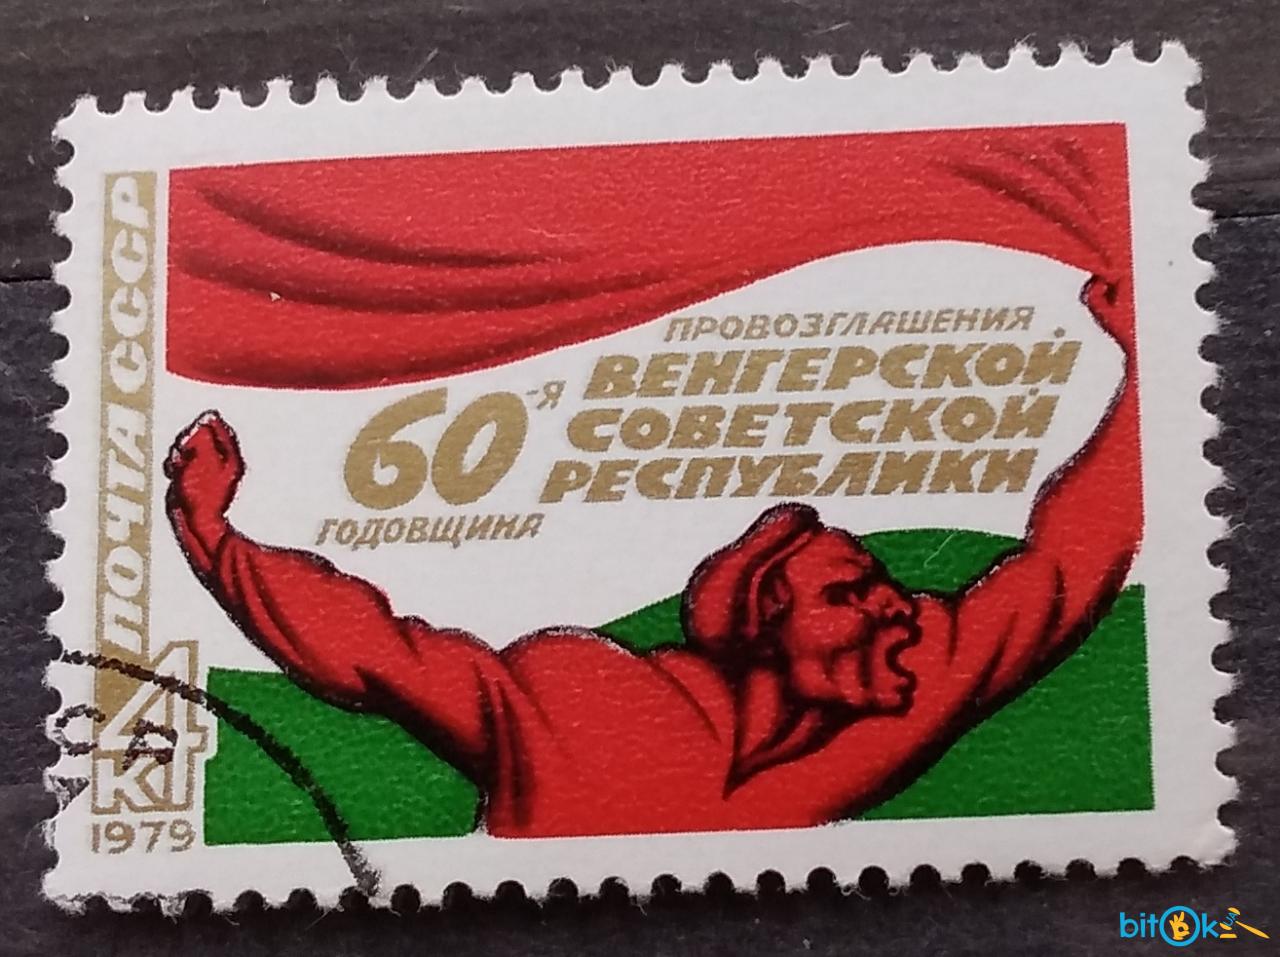 ПОЧТА СССР
ПРОВОЗГЛАШЕНИЯ
60-я ВЕНГЕРСКОЙ
СОВЕТСКОЙ
РЕСПУБЛИКИ
ГОДОВЩИНА
4
к
1979
bitOk